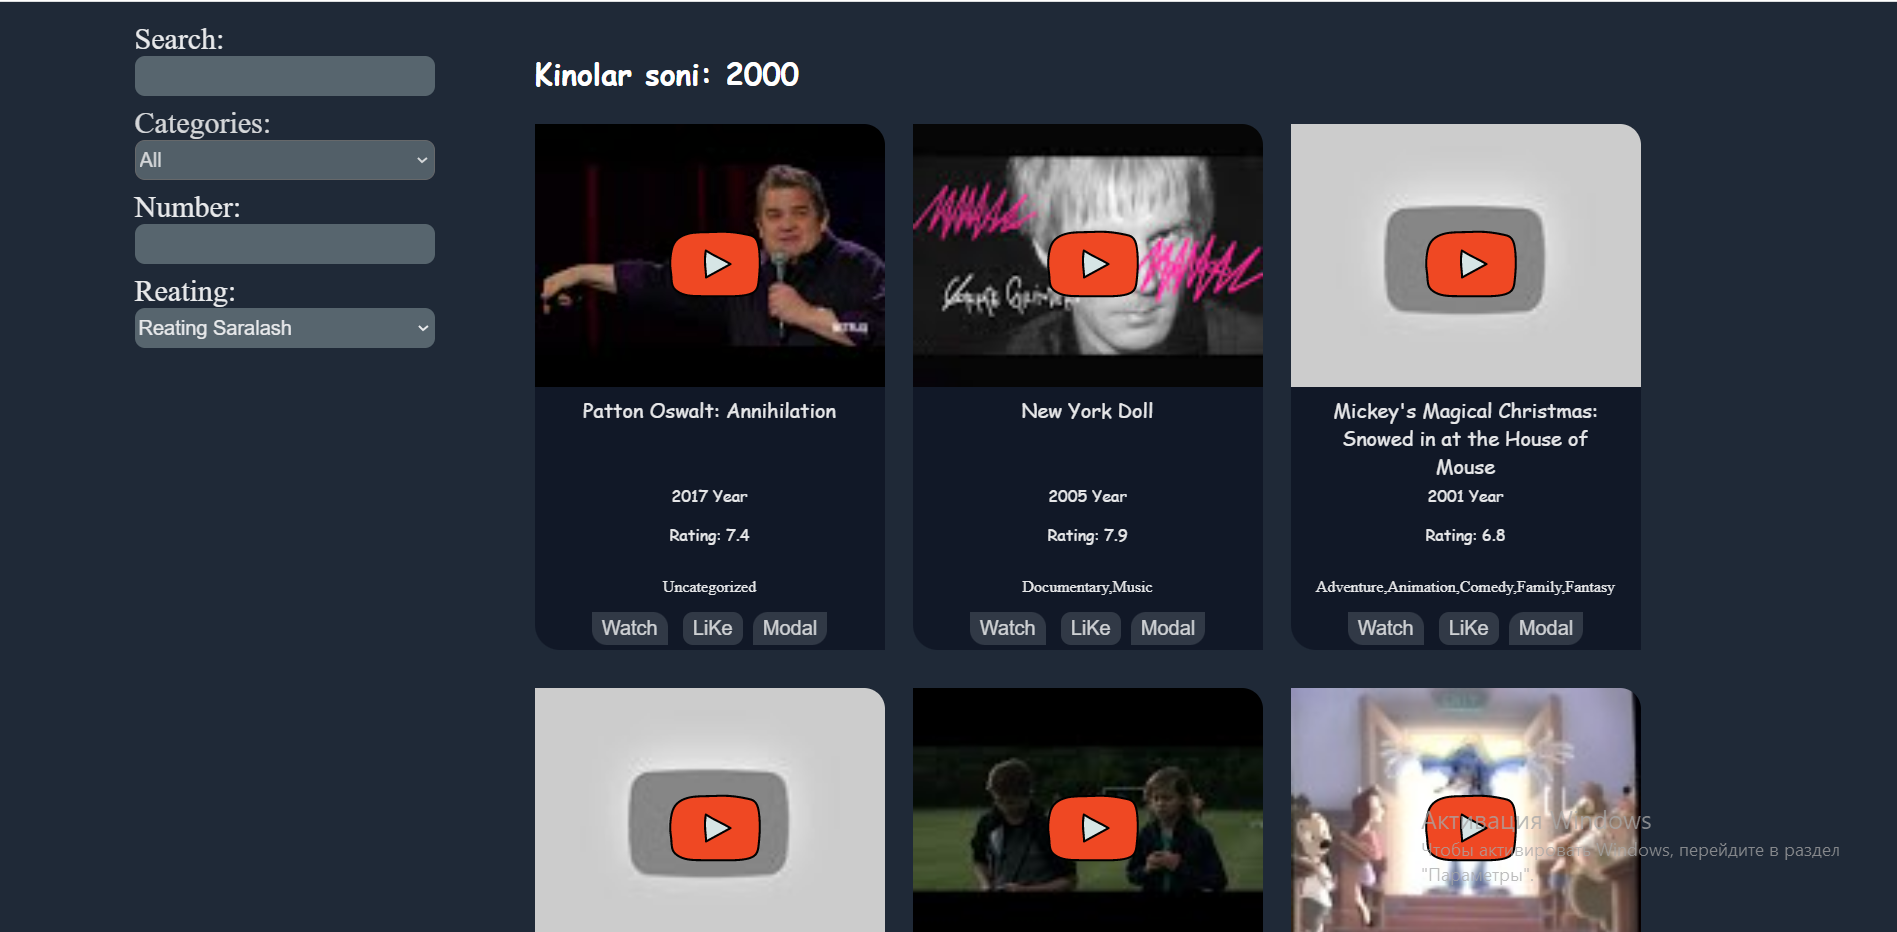 Search:
Categories:
All
Number:
Reating:
Reating Saralash
Kinolar soni: 2000
Patton Oswalt: Annihilation
2017 Year
Rating: 7.4
Uncategorized
Watch LiKe Modal
New York Doll
2005 Year
Rating: 7.9
Documentary,Music
Watch LiKe Modal
Mickey's Magical Christmas:
Snowed in at the House of
Mouse
2001 Year
Rating: 6.8
Adventure,Animation,Comedy,Family,Fantasy
Watch LiKe Modal
Активация Windows
Чтобы активировать Windows, перейдите в раздел
"Параметры".